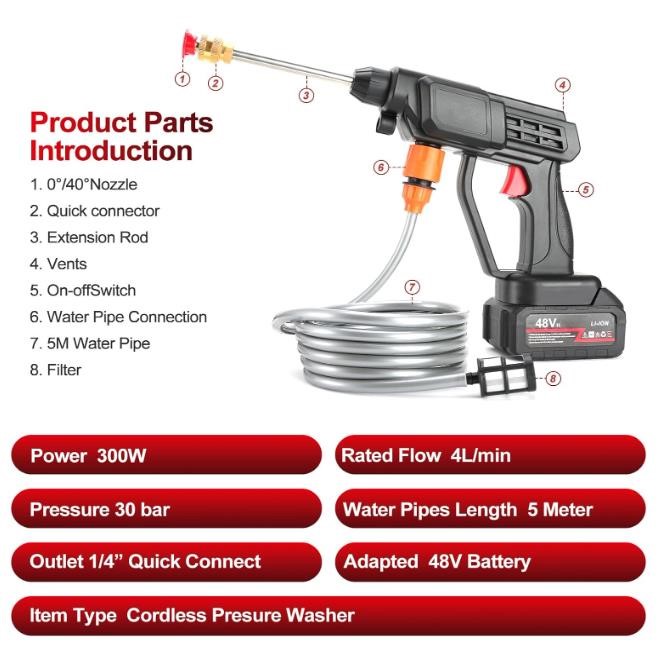 Product Parts
Introduction
1. 0°/40°Nozzle
2. Quick connector
3. Extension Rod
4. Vents
5. On-offSwitch
6. Water Pipe Connection
7. 5M Water Pipe
8. Filter
1
2
3
4
5
6
7
8
48V
LI-ION
Power 300W
Rated Flow 4L/min
Pressure 30 bar
Water Pipes Length 5 Meter
Outlet 1/4” Quick Connect
Adapted 48V Battery
Item Type Cordless Presure Washer